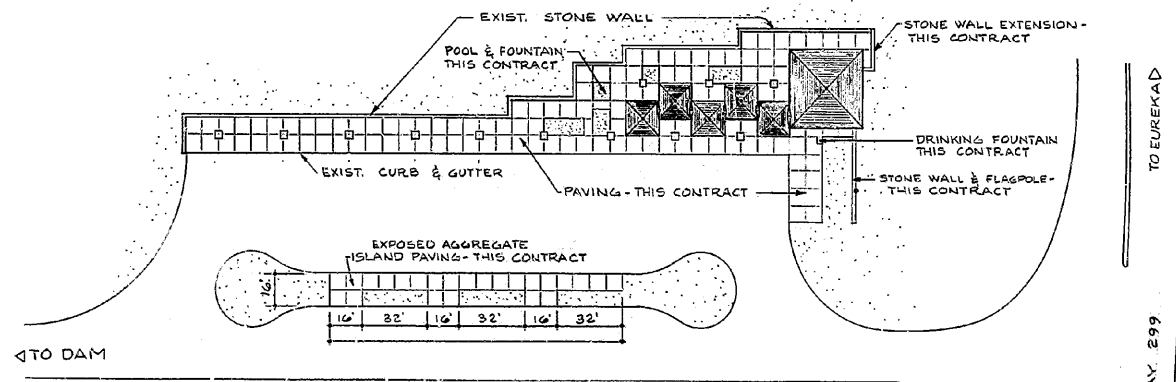 EXIST. STONE WALL
STONE WALL EXTENSION-
THIS CONTRACT
POOL & FOUNTAIN-
THIS CONTRACT
TO EUREKA
DRINKING FOUNTAIN
THIS CONTRACT
EXIST. CURB & GUTTER
PAVING-THIS CONTRACT
STONE WALL & FLAGPOLE-
THIS CONTRACT
EXPOSED AGGREGATE
ISLAND PAVING-THIS CONTRACT
16'
16' 32' 16' 32' 16' 32'
TO DAM
299